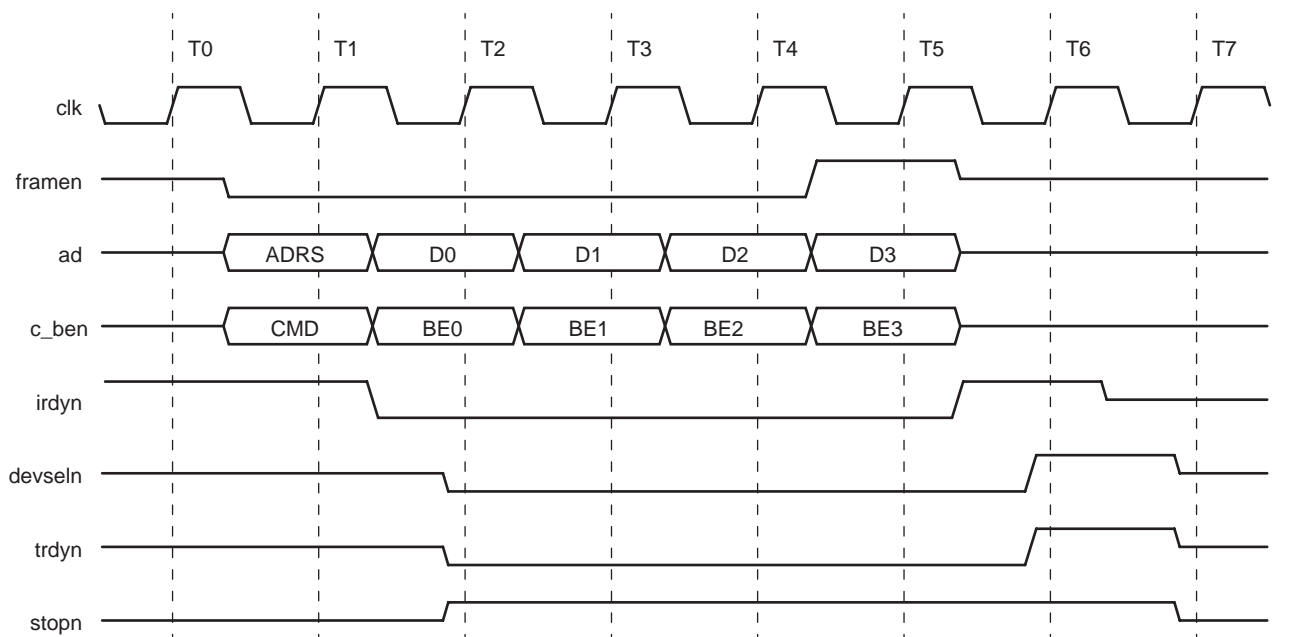 T0 T1 T2 T3 T4 T5 T6 T7
clk
framen
ad ADRS D0 D1 D2 D3
c_ben CMD BE0 BE1 BE2 BE3
irdyn
devseln
trdyn
stopn